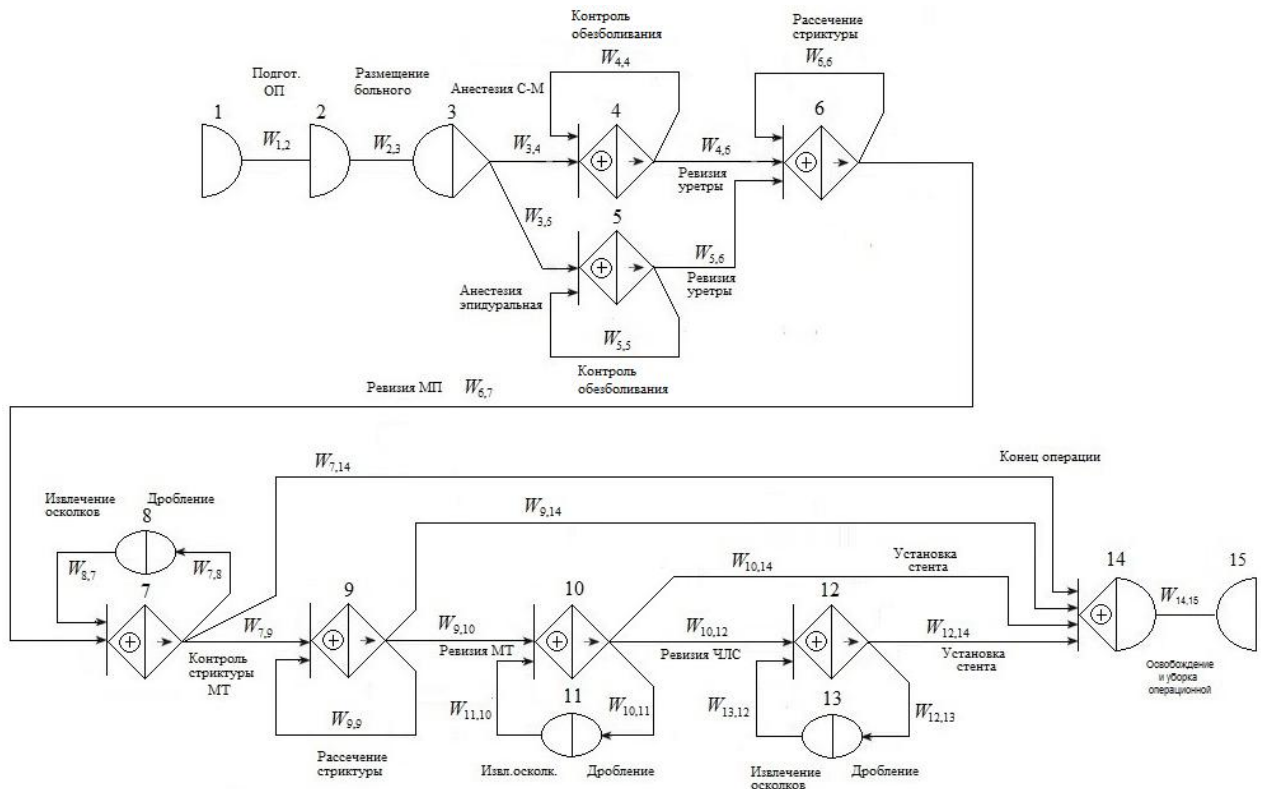 Контроль
обезболивания
W4,4
Рассечение
стриктуры
W6,6
Подгот.
ОП
Размещение
больного
Анестезия С-М
1
2
3
4
6
W1,2
W2,3
W3,4
W4,6
Ревизия
уретры
W3,5
5
W5,6
Ревизия
уретры
Анестезия
эпидуральная
W5,5
Контроль
обезболивания
Ревизия МП W6,7
W7,14
Конец операции
Извлечение
осколков
Дробление
8
W9,14
W8,7
W7,8
W10,14
Установка
стента
7
9
10
12
14
15
W7,9
W9,10
W10,12
W12,14
W14,15
Контроль
стриктуры
МТ
Ревизия МТ
Ревизия ЧЛС
Установка
стента
Освобождение
и уборка
операционной
W9,9
W11,10
11
W10,11
W13,12
13
W12,13
Рассечение
стриктуры
Извл.осколк.
Дробление
Извлечение
осколков
Дробление